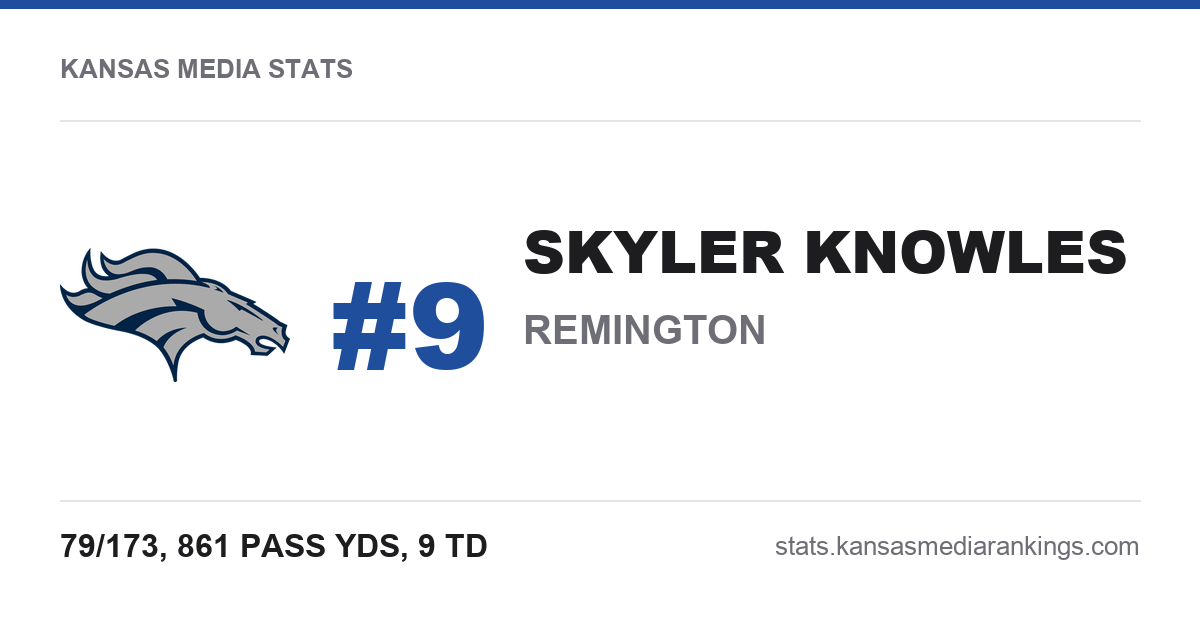 KANSAS MEDIA STATS
#9
SKYLER KNOWLES
REMINGTON
79/173, 861 PASS YDS, 9 TD
stats.kansasmediarankings.com